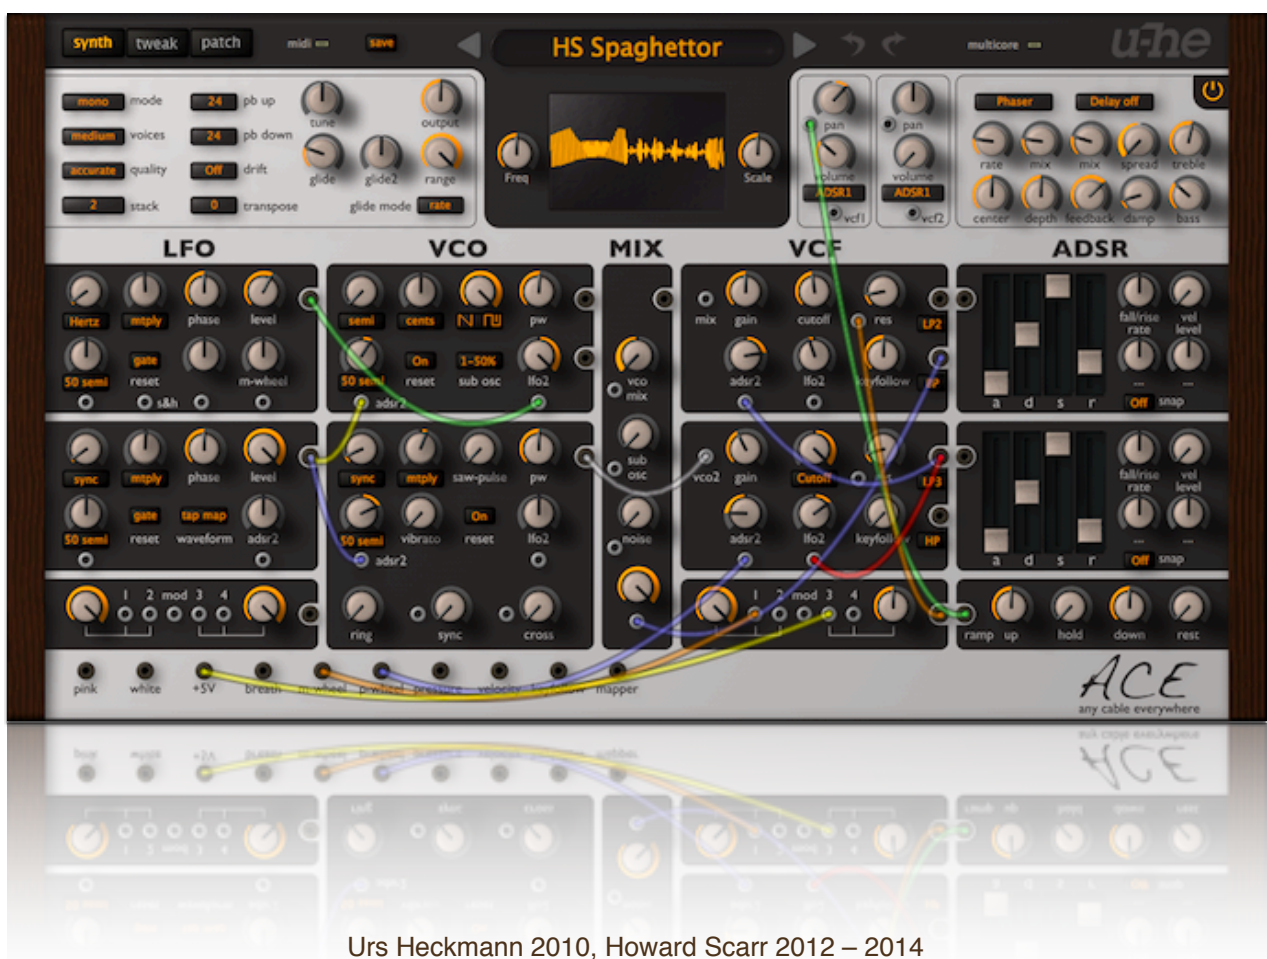 synth tweak patch midi save HS Spaghettor multicore u-he
mono mode 24 pb up tune output
medium voices 24 pb down
accurate quality Off drift glide glide2 range
2 stack 0 transpose glide mode rate
Freq Scale
pan pan
volume volume
ADSR1 ADSR1
vcf1 vcf2
Phaser Delay off
rate mix mix spread treble
center depth feedback damp bass
LFO VCO MIX VCF ADSR
Hertz mtply phase level
50 semi gate reset m-wheel
s&h
semi cents pw
50 semi On reset 1-50% sub osc lfo2
adsr2
vco mix
sub osc
noise
mix gain cutoff res LP2
adsr2 lfo2 keyfollow BP
a d s r
fall/rise rate vel level
... ...
Off snap
sync mtply phase level
50 semi gate reset tap map waveform adsr2
sync mtply saw-pulse pw
50 semi vibrato On reset lfo2
adsr2
vco2 gain Cutoff LP3
adsr2 lfo2 keyfollow HP
a d s r
fall/rise rate vel level
... ...
Off snap
1 2 mod 3 4
ring sync cross
1 2 mod 3 4
ramp up hold down rest
pink white +5V breath m-wheel p-wheel pressure velocity keyfollow mapper
ACE
any cable everywhere
Urs Heckmann 2010, Howard Scarr 2012 – 2014